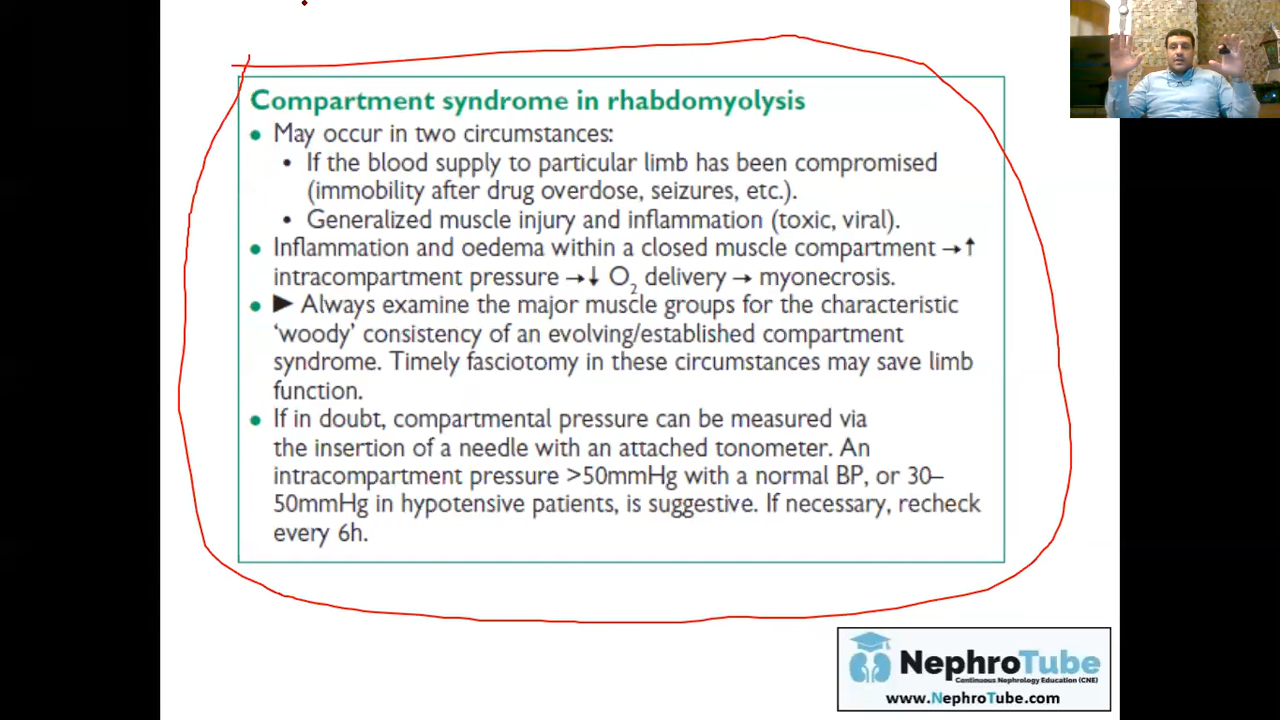 Compartment syndrome in rhabdomyolysis
• May occur in two circumstances:
• If the blood supply to particular limb has been compromised
(immobility after drug overdose, seizures, etc.).
• Generalized muscle injury and inflammation (toxic, viral).
• Inflammation and oedema within a closed muscle compartment →↑
intracompartment pressure →↓ O₂ delivery → myonecrosis.
• ▶ Always examine the major muscle groups for the characteristic
‘woody’ consistency of an evolving/established compartment
syndrome. Timely fasciotomy in these circumstances may save limb
function.
• If in doubt, compartmental pressure can be measured via
the insertion of a needle with an attached tonometer. An
intracompartment pressure >50mmHg with a normal BP, or 30–
50mmHg in hypotensive patients, is suggestive. If necessary, recheck
every 6h.
NephroTube
Continuous Nephrology Education (CNE)
www.NephroTube.com